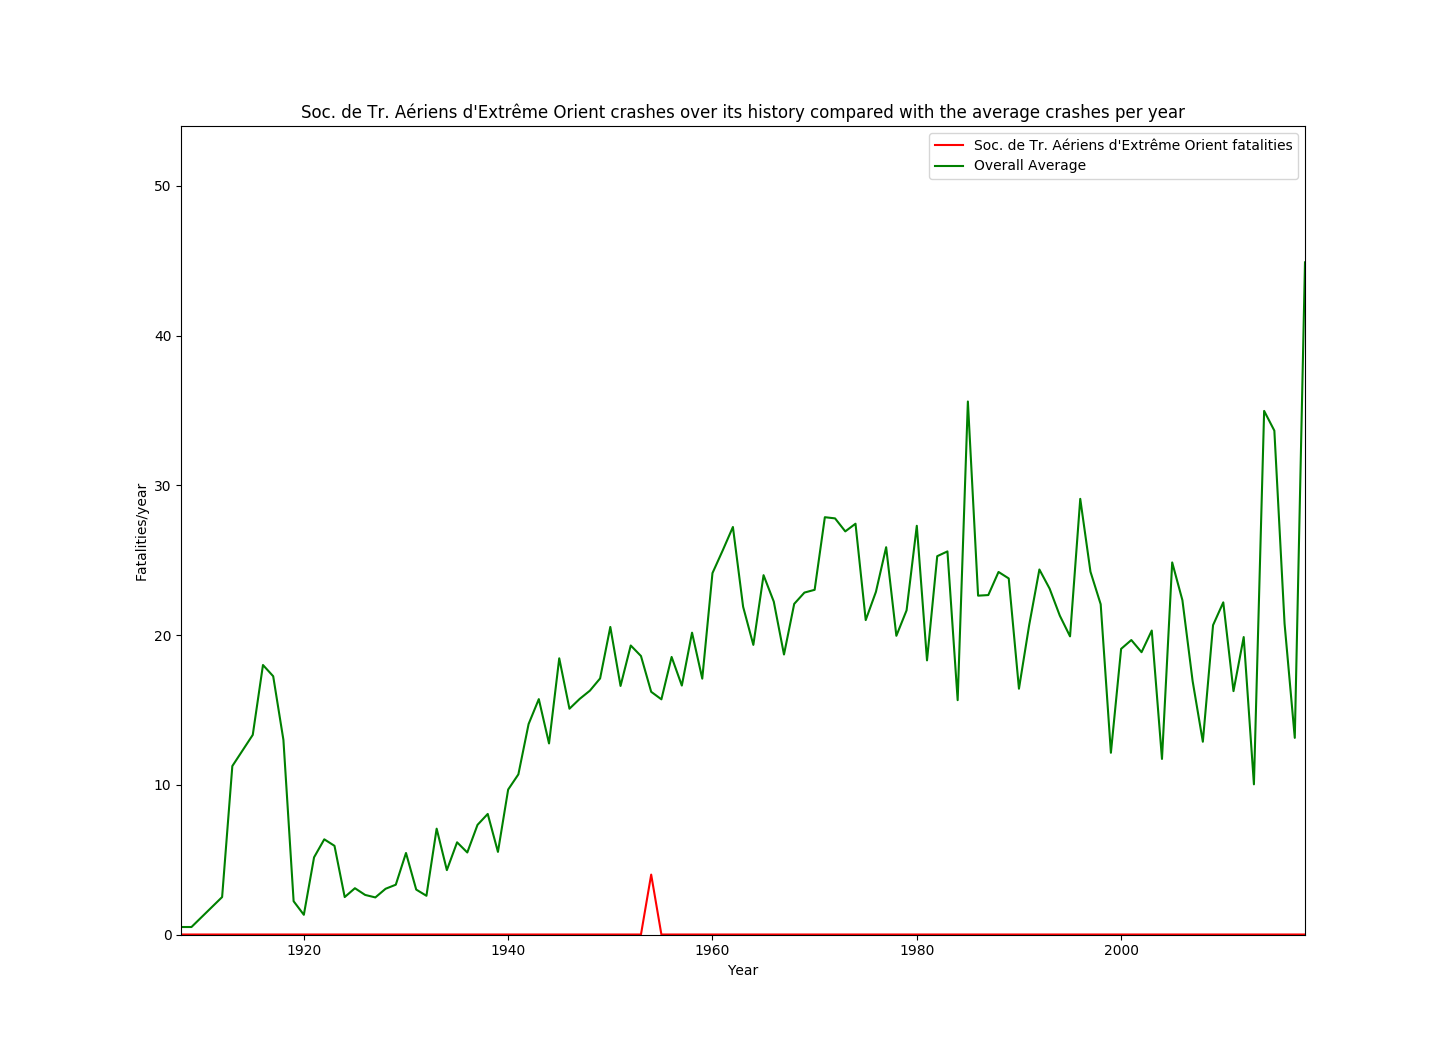 Soc. de Tr. Aériens d'Extrême Orient crashes over its history compared with the average crashes per year
Soc. de Tr. Aériens d'Extrême Orient fatalities
Overall Average
50
40
30
20
10
0
Fatalities/year
1920 1940 1960 1980 2000
Year